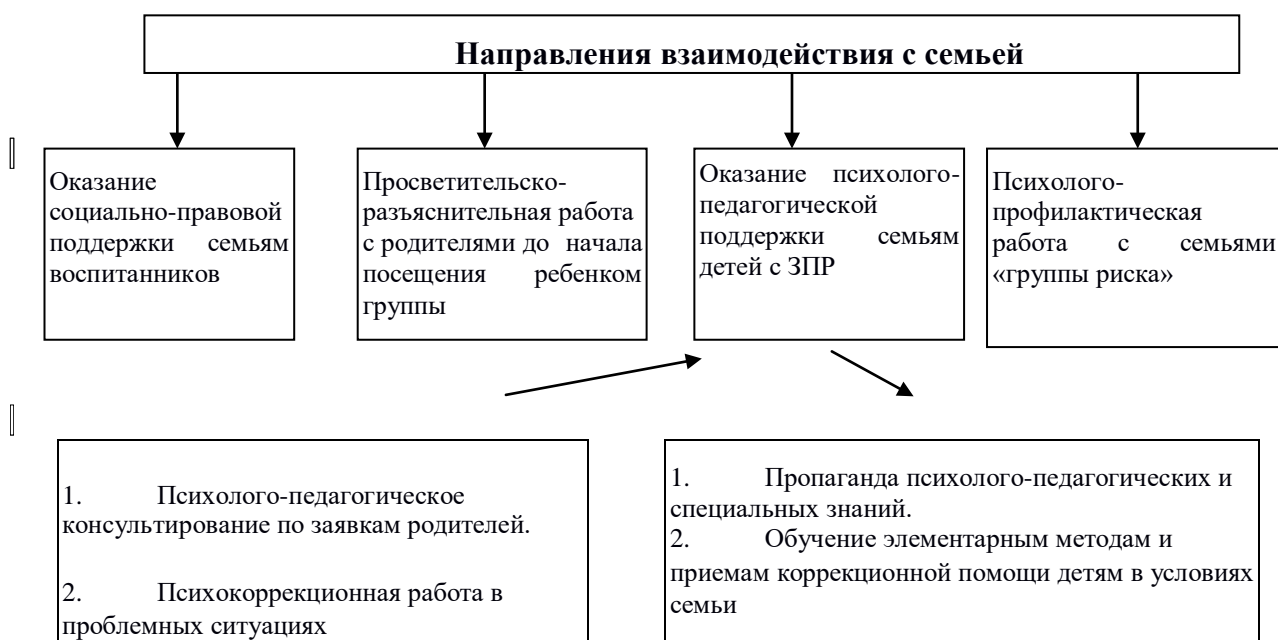 Направления взаимодействия с семьей
Оказание
социально-правовой
поддержки семьям
воспитанников
Просветительско-
разъяснительная работа
с родителями до начала
посещения ребенком
группы
Оказание психолого-
педагогической
поддержки семьям
детей с ЗПР
Психолого-
профилактическая
работа с семьями
«группы риска»
1. Психолого-педагогическое
консультирование по заявкам родителей.
2. Психокоррекционная работа в
проблемных ситуациях
1. Пропаганда психолого-педагогических и
специальных знаний.
2. Обучение элементарным методам и
приемам коррекционной помощи детям в условиях
семьи